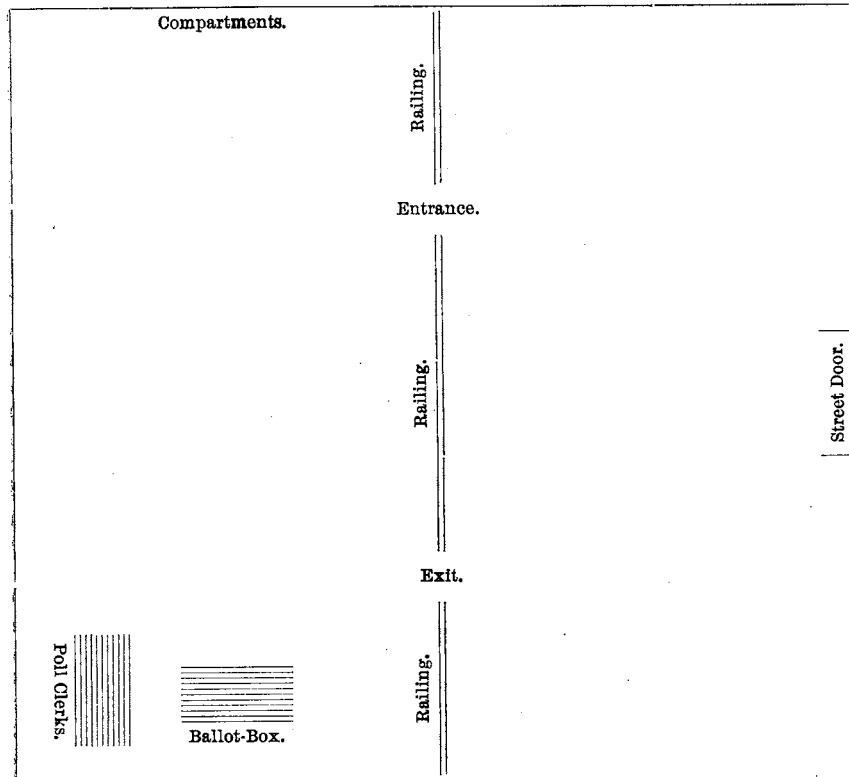 Compartments.
Railing.
Entrance.
Railing.
Street Door.
Exit.
Poll Clerks.
Ballot-Box.
Railing.